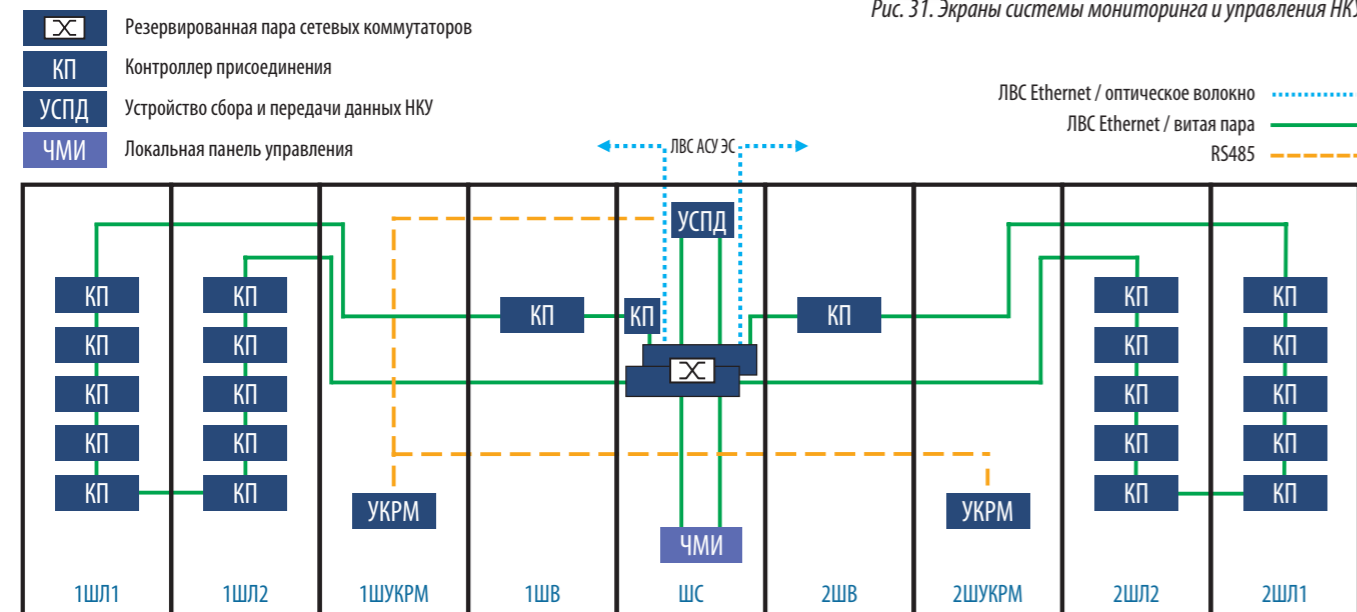 Рис. 31. Экраны системы мониторинга и управления НКУ
Резервированная пара сетевых коммутаторов
КП Контроллер присоединения
УСПД Устройство сбора и передачи данных НКУ
ЧМИ Локальная панель управления
ЛВС Ethernet / оптическое волокно
ЛВС Ethernet / витая пара
RS485
ЛВС АСУ ЭС
УСПД
КП КП КП КП
КП КП КП КП
КП КП КП
КП КП КП КП
КП КП КП КП
КП КП КП КП
УКРМ УКРМ
ЧМИ
1ШЛ1 1ШЛ2 1ШУКРМ 1ШВ ШС 2ШВ 2ШУКРМ 2ШЛ2 2ШЛ1